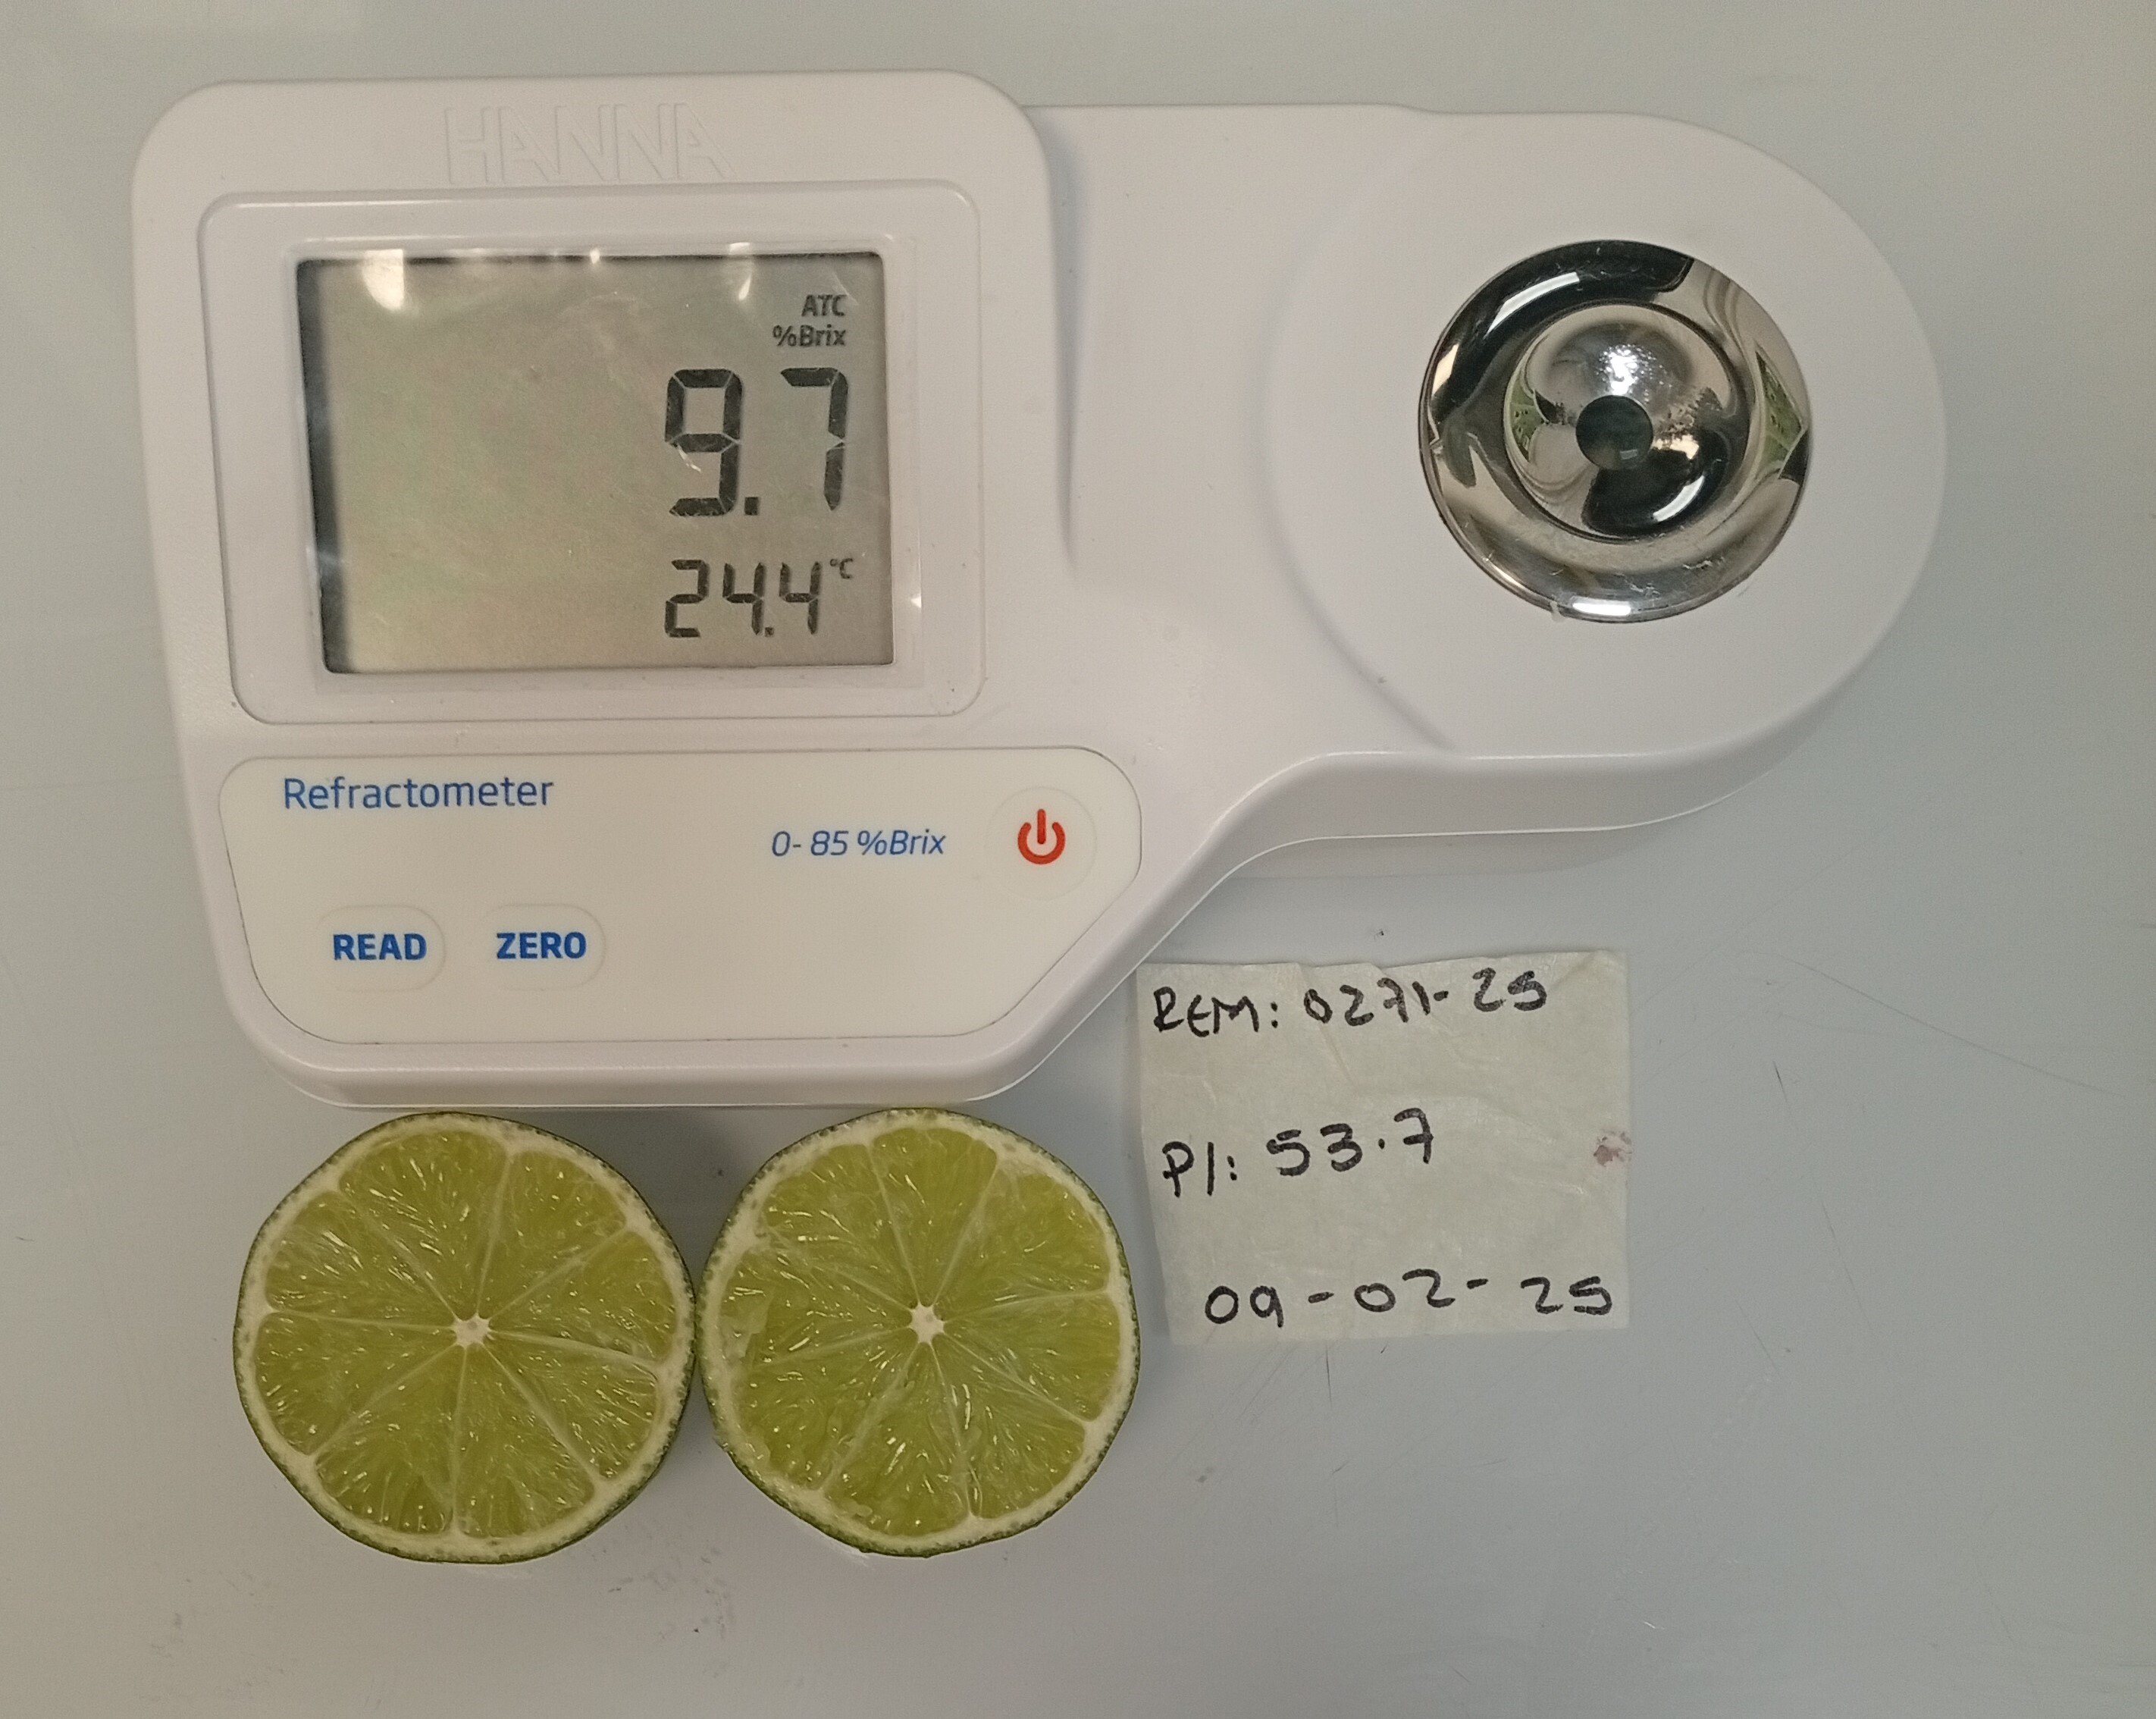 HANNA
ATC
%Brix
9.7
24.4°C
Refractometer
0- 85 %Brix
READ ZERO
REM: 0271-25
P/: 53.7
09-02-25